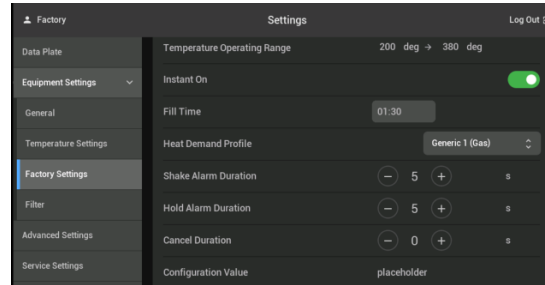 Factory
Settings
Log Out
Data Plate
Equipment Settings
General
Temperature Settings
Factory Settings
Filter
Advanced Settings
Service Settings
Temperature Operating Range 200 deg → 380 deg
Instant On
Fill Time 01:30
Heat Demand Profile Generic 1 (Gas)
Shake Alarm Duration − 5 + s
Hold Alarm Duration − 5 + s
Cancel Duration − 0 + s
Configuration Value placeholder